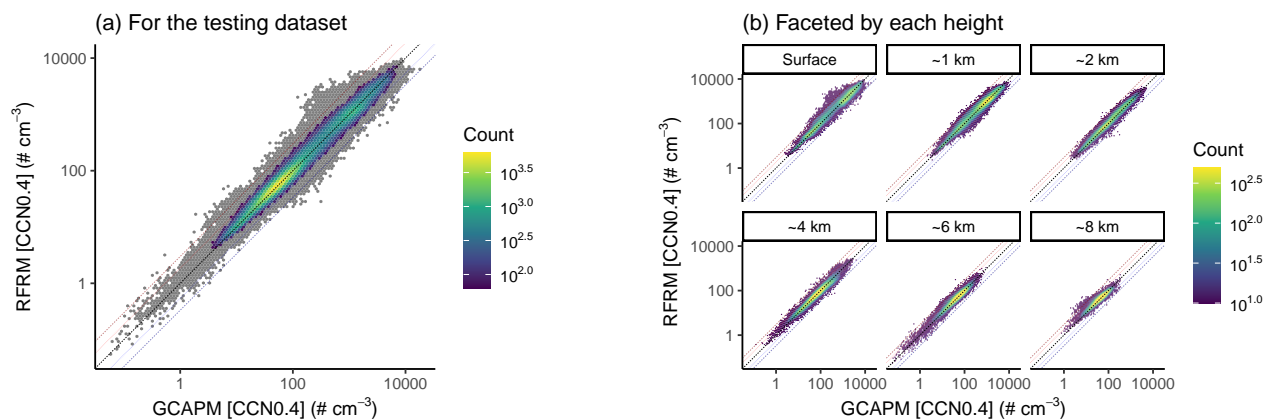 (a) For the testing dataset
10000
100
1
RFRM [CCN0.4] (# cm⁻³)
1
100
10000
GCAPM [CCN0.4] (# cm⁻³)
Count
10^3.5
10^3.0
10^2.5
10^2.0
(b) Faceted by each height
Surface
~1 km
~2 km
10000
100
1
~4 km
~6 km
~8 km
10000
100
1
RFRM [CCN0.4] (# cm⁻³)
1
100
10000
1
100
10000
1
100
10000
GCAPM [CCN0.4] (# cm⁻³)
Count
10^2.5
10^2.0
10^1.5
10^1.0